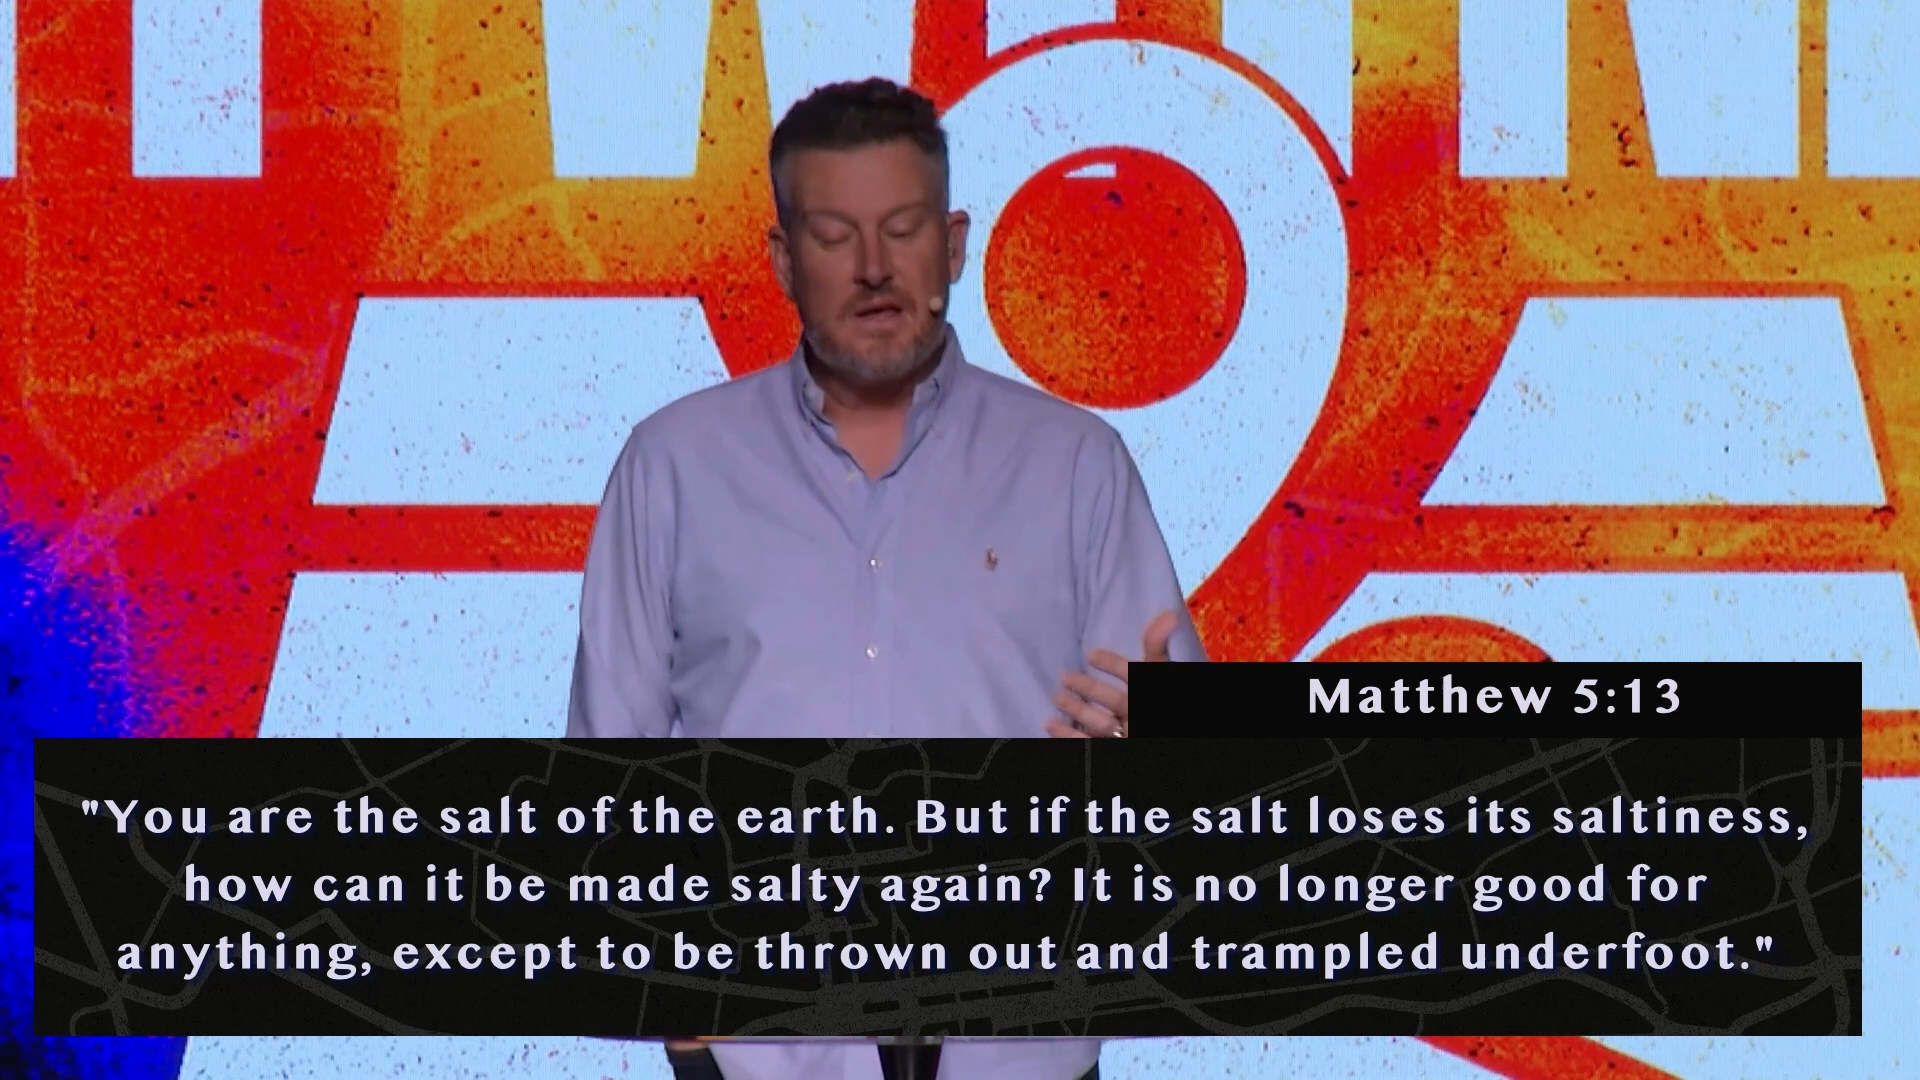 Matthew 5:13
"You are the salt of the earth. But if the salt loses its saltiness,
how can it be made salty again? It is no longer good for
anything, except to be thrown out and trampled underfoot."